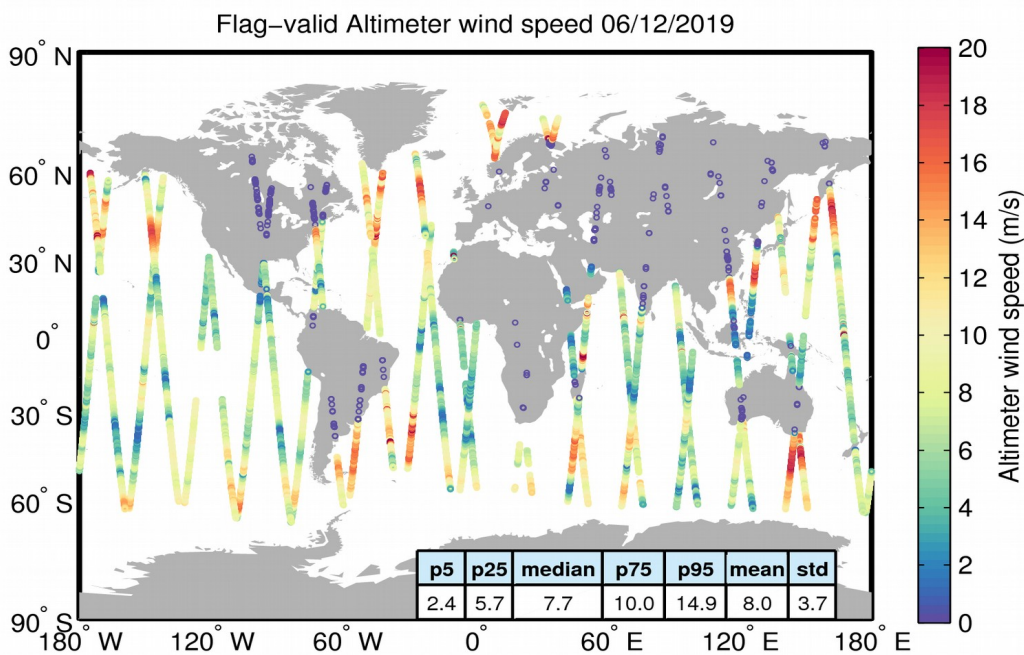 Flag−valid Altimeter wind speed 06/12/2019
90° N
60° N
30° N
0°
30° S
60° S
90° S
180° W
120° W
60° W
0°
60° E
120° E
180° E
p5 p25 median p75 p95 mean std
2.4 5.7 7.7 10.0 14.9 8.0 3.7
20
18
16
14
12
10
8
6
4
2
0
Altimeter wind speed (m/s)